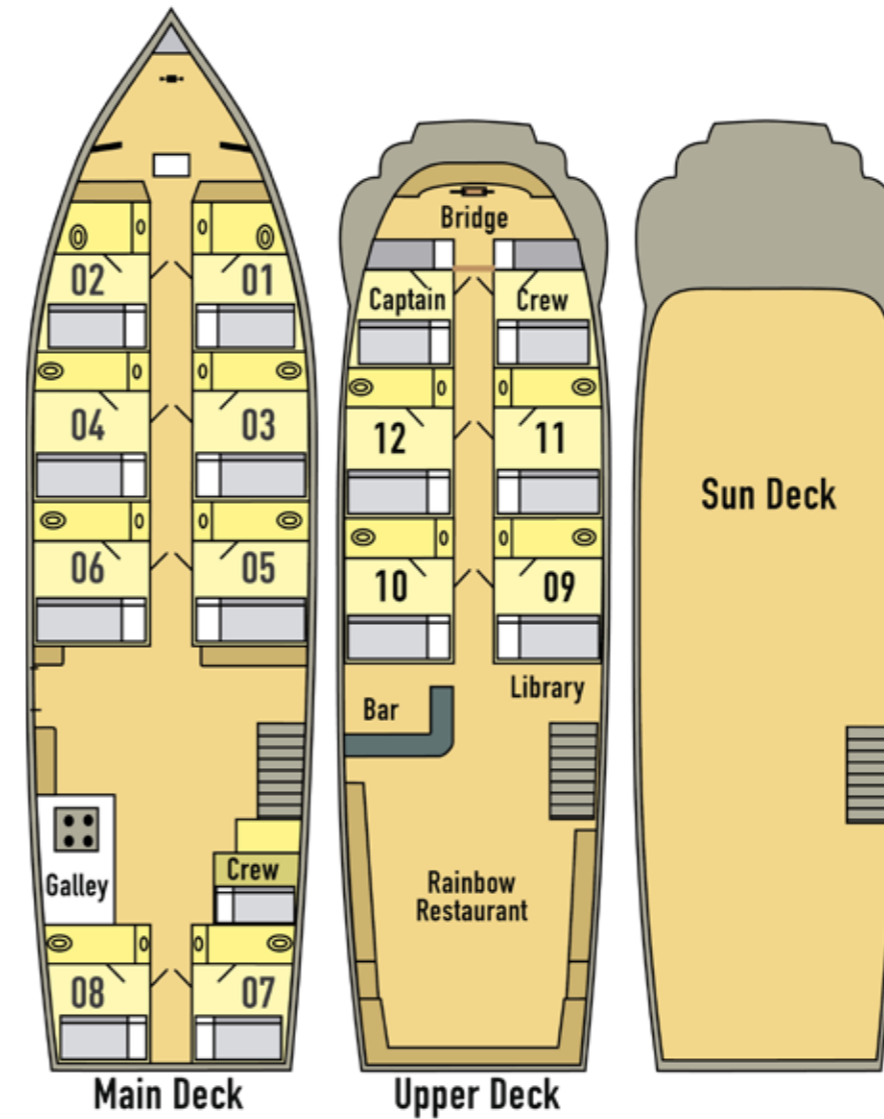 02
01
04
03
06
05
Galley
Crew
08
07
Main Deck
Bridge
Captain
Crew
12
11
10
09
Bar
Library
Rainbow
Restaurant
Upper Deck
Sun Deck